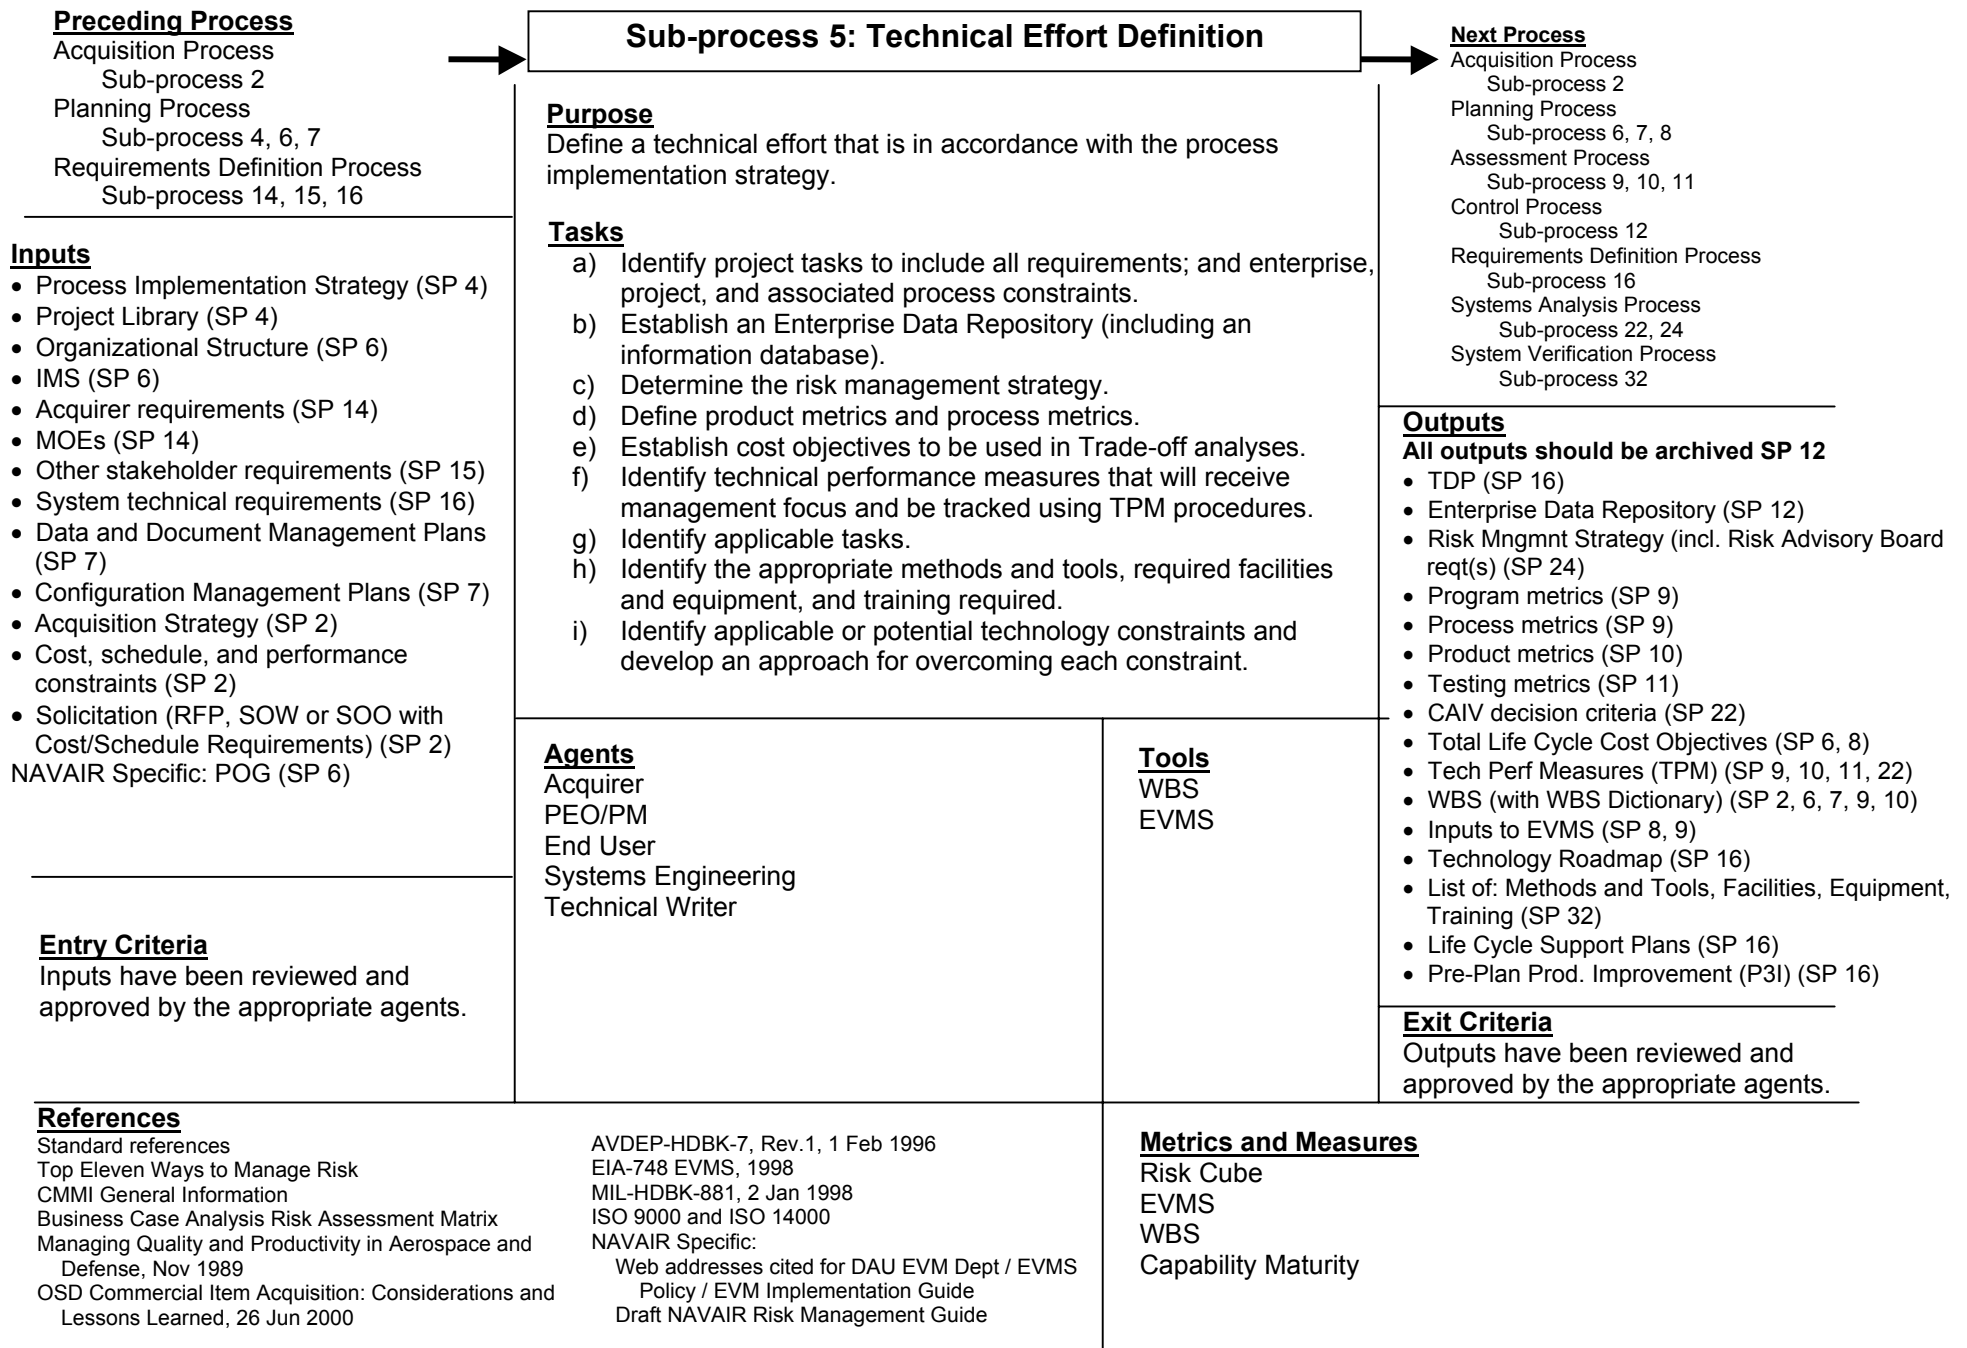 Preceding Process
Acquisition Process
Sub-process 2
Planning Process
Sub-process 4, 6, 7
Requirements Definition Process
Sub-process 14, 15, 16
Sub-process 5: Technical Effort Definition
Next Process
Acquisition Process
Sub-process 2
Planning Process
Sub-process 6, 7, 8
Assessment Process
Sub-process 9, 10, 11
Control Process
Sub-process 12
Requirements Definition Process
Sub-process 16
Systems Analysis Process
Sub-process 22, 24
System Verification Process
Sub-process 32
Inputs
• Process Implementation Strategy (SP 4)
• Project Library (SP 4)
• Organizational Structure (SP 6)
• IMS (SP 6)
• Acquirer requirements (SP 14)
• MOEs (SP 14)
• Other stakeholder requirements (SP 15)
• System technical requirements (SP 16)
• Data and Document Management Plans
(SP 7)
• Configuration Management Plans (SP 7)
• Acquisition Strategy (SP 2)
• Cost, schedule, and performance
constraints (SP 2)
• Solicitation (RFP, SOW or SOO with
Cost/Schedule Requirements) (SP 2)
NAVAIR Specific: POG (SP 6)
Entry Criteria
Inputs have been reviewed and
approved by the appropriate agents.
Purpose
Define a technical effort that is in accordance with the process
implementation strategy.
Tasks
a) Identify project tasks to include all requirements; and enterprise,
project, and associated process constraints.
b) Establish an Enterprise Data Repository (including an
information database).
c) Determine the risk management strategy.
d) Define product metrics and process metrics.
e) Establish cost objectives to be used in Trade-off analyses.
f) Identify technical performance measures that will receive
management focus and be tracked using TPM procedures.
g) Identify applicable tasks.
h) Identify the appropriate methods and tools, required facilities
and equipment, and training required.
i) Identify applicable or potential technology constraints and
develop an approach for overcoming each constraint.
Agents
Acquirer
PEO/PM
End User
Systems Engineering
Technical Writer
Tools
WBS
EVMS
Outputs
All outputs should be archived SP 12
• TDP (SP 16)
• Enterprise Data Repository (SP 12)
• Risk Mngmnt Strategy (incl. Risk Advisory Board
reqt(s) (SP 24)
• Program metrics (SP 9)
• Process metrics (SP 9)
• Product metrics (SP 10)
• Testing metrics (SP 11)
• CAIV decision criteria (SP 22)
• Total Life Cycle Cost Objectives (SP 6, 8)
• Tech Perf Measures (TPM) (SP 9, 10, 11, 22)
• WBS (with WBS Dictionary) (SP 2, 6, 7, 9, 10)
• Inputs to EVMS (SP 8, 9)
• Technology Roadmap (SP 16)
• List of: Methods and Tools, Facilities, Equipment,
Training (SP 32)
• Life Cycle Support Plans (SP 16)
• Pre-Plan Prod. Improvement (P3I) (SP 16)
Exit Criteria
Outputs have been reviewed and
approved by the appropriate agents.
References
Standard references
Top Eleven Ways to Manage Risk
CMMI General Information
Business Case Analysis Risk Assessment Matrix
Managing Quality and Productivity in Aerospace and
Defense, Nov 1989
OSD Commercial Item Acquisition: Considerations and
Lessons Learned, 26 Jun 2000
AVDEP-HDBK-7, Rev.1, 1 Feb 1996
EIA-748 EVMS, 1998
MIL-HDBK-881, 2 Jan 1998
ISO 9000 and ISO 14000
NAVAIR Specific:
Web addresses cited for DAU EVM Dept / EVMS
Policy / EVM Implementation Guide
Draft NAVAIR Risk Management Guide
Metrics and Measures
Risk Cube
EVMS
WBS
Capability Maturity